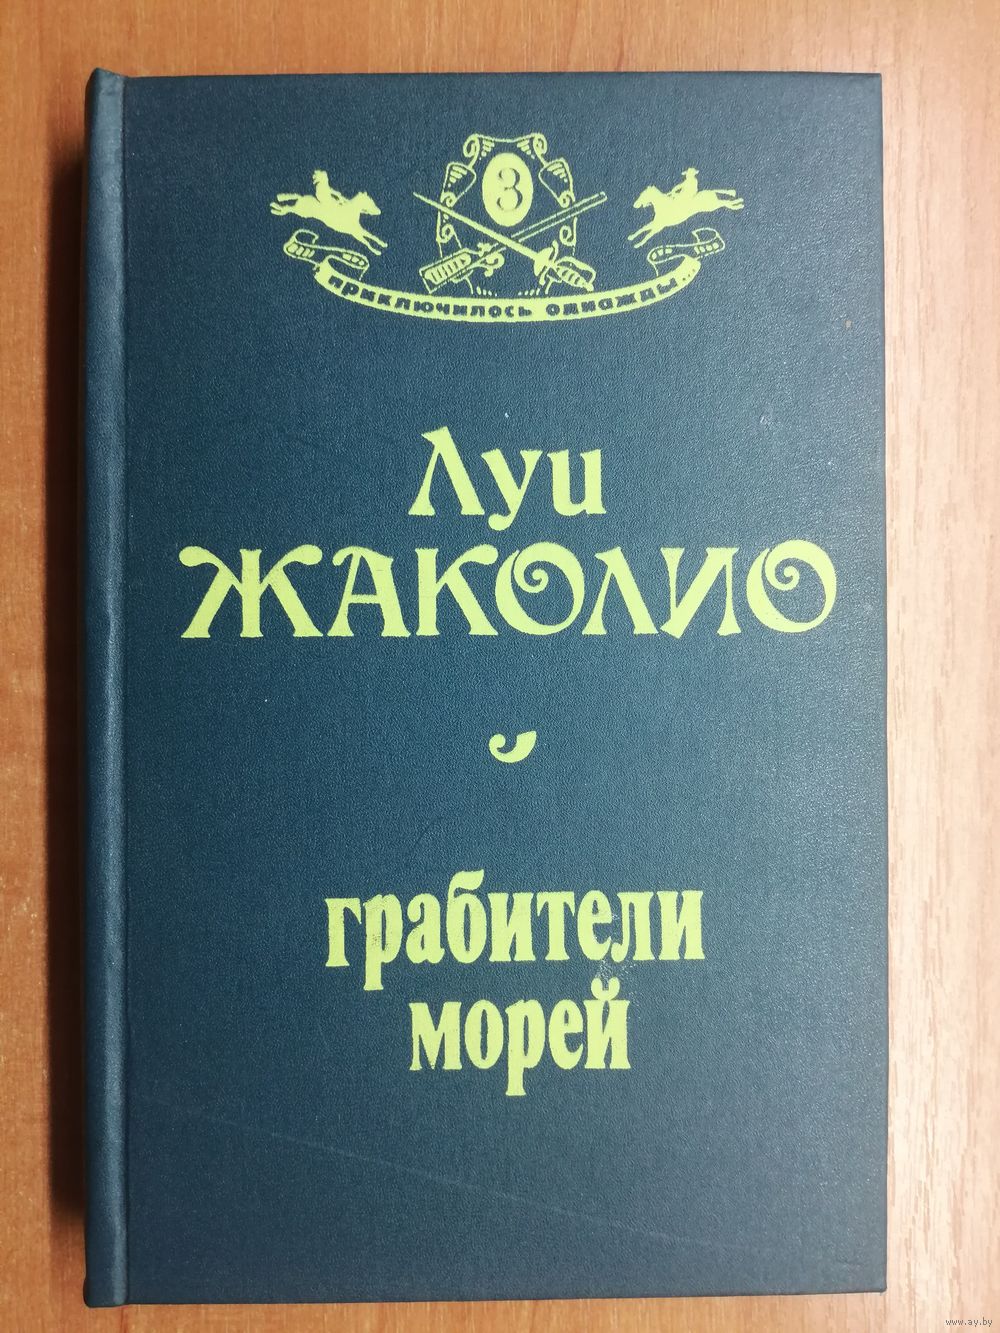 3
приключилось однажды...
Луи
ЖАКОЛИО
грабители
морей
www.ay.by